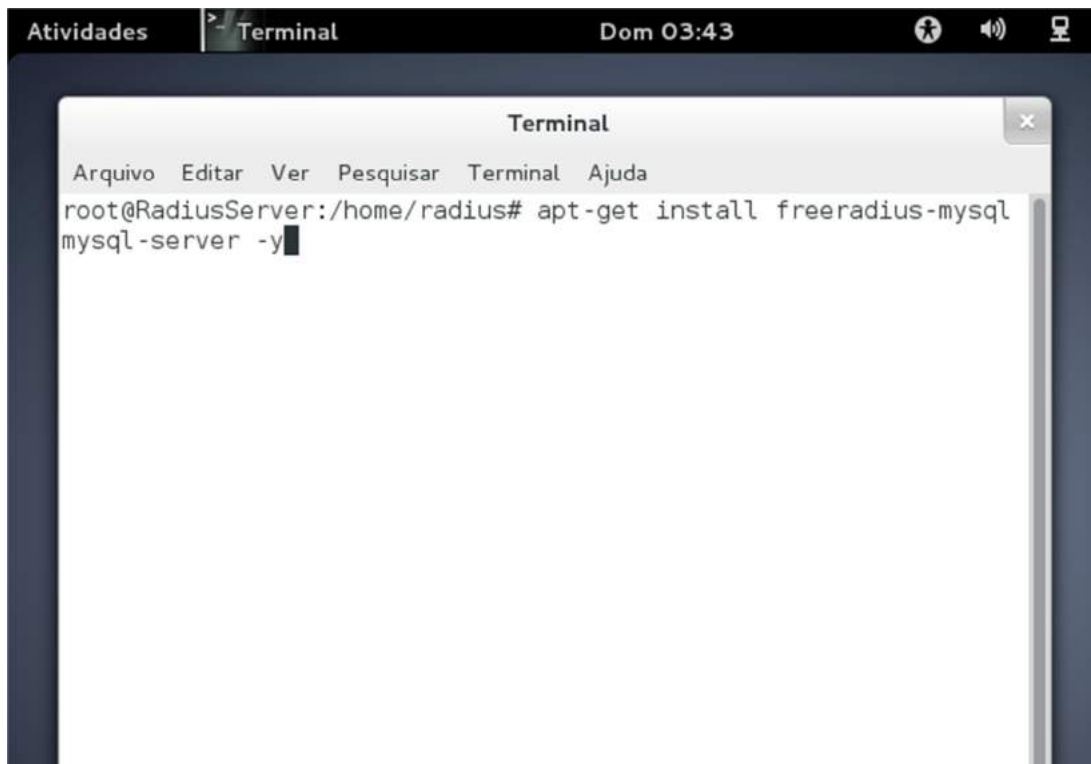 Atividades Terminal Dom 03:43
Terminal
Arquivo Editar Ver Pesquisar Terminal Ajuda
root@RadiusServer:/home/radius# apt-get install freeradius-mysql
mysql-server -y